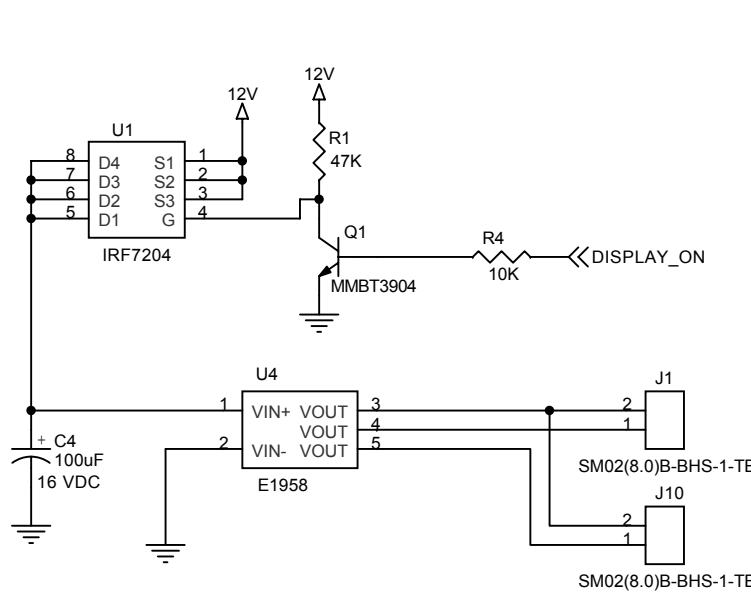 12V
12V
U1
R1
47K
8 D4 S1 1
7 D3 S2 2
6 D2 S3 3
5 D1 G 4
IRF7204
Q1
MMBT3904
R4
10K
DISPLAY_ON
U4
1 VIN+ VOUT 3
VOUT 4
2 VIN- VOUT 5
E1958
J1
2
1
SM02(8.0)B-BHS-1-TB
+ C4
100uF
16 VDC
J10
2
1
SM02(8.0)B-BHS-1-TB